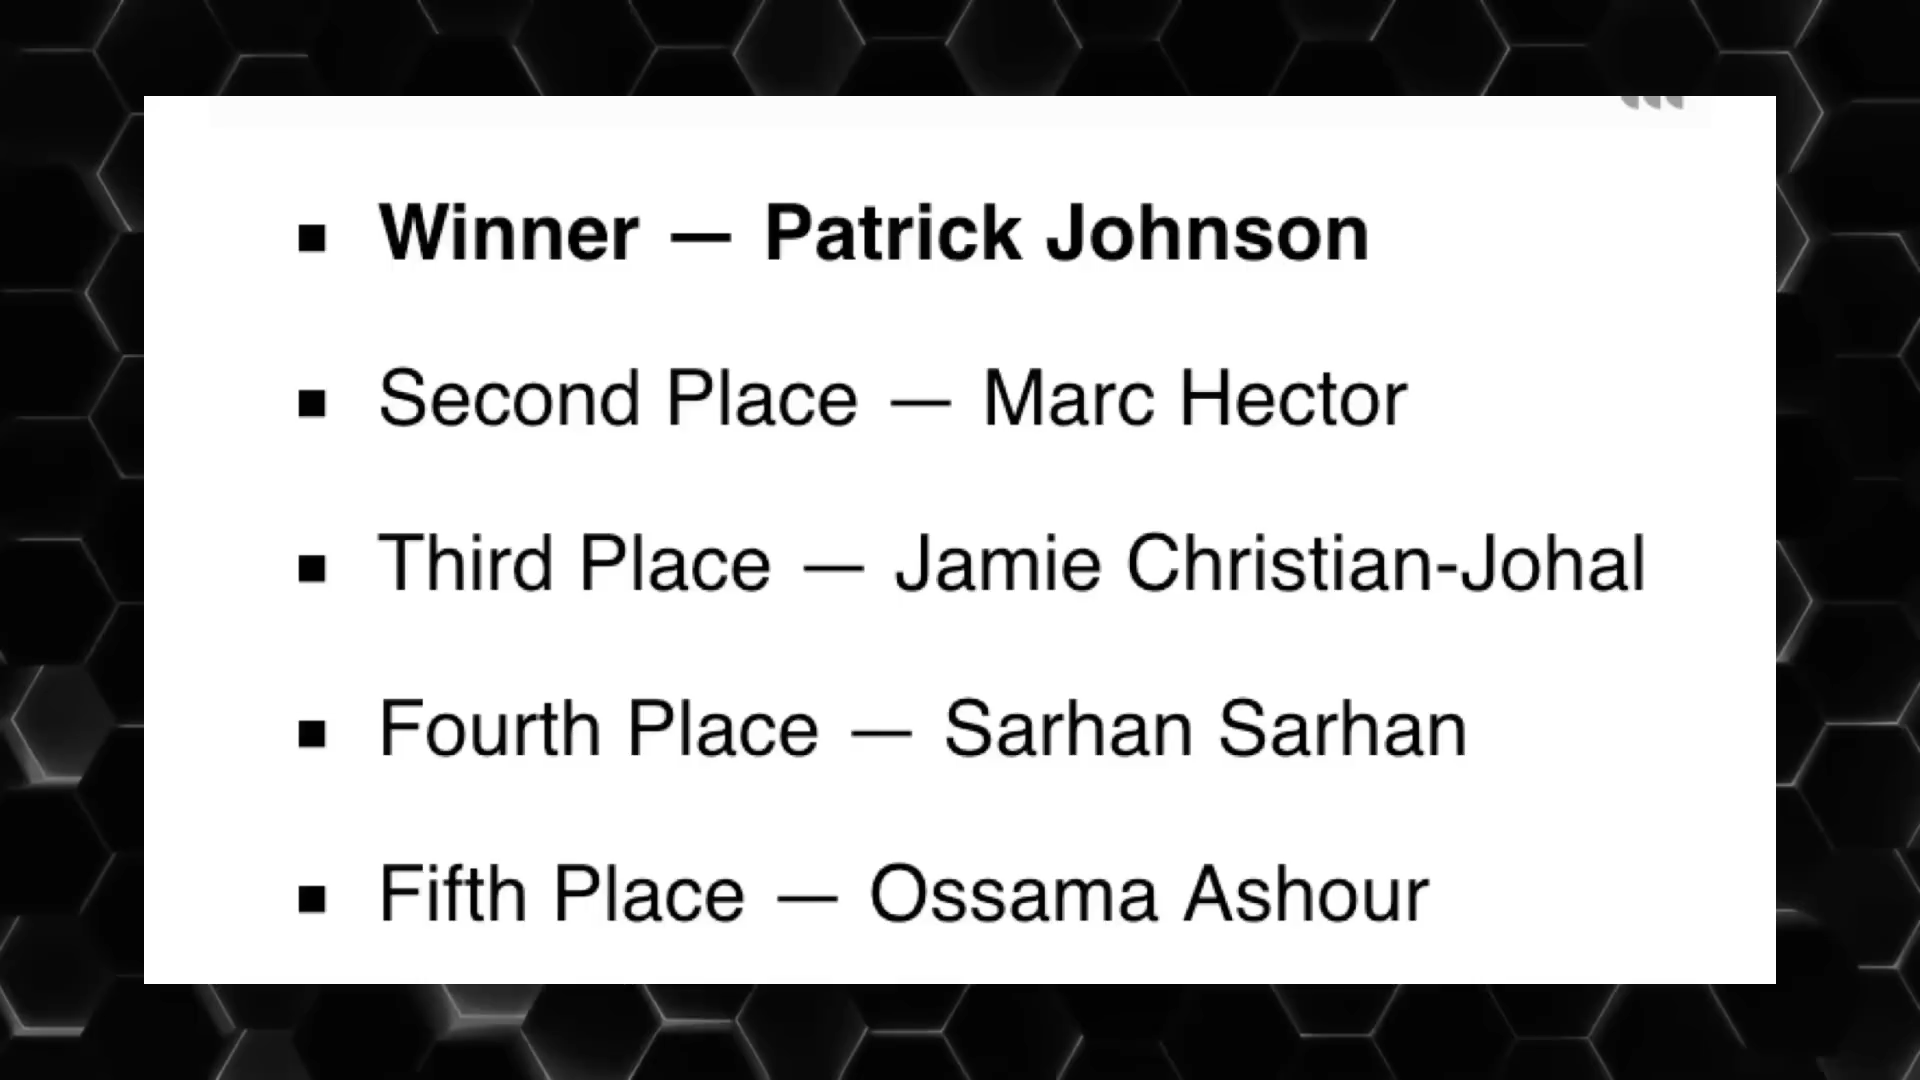 ▪ Winner — Patrick Johnson
▪ Second Place — Marc Hector
▪ Third Place — Jamie Christian-Johal
▪ Fourth Place — Sarhan Sarhan
▪ Fifth Place — Ossama Ashour